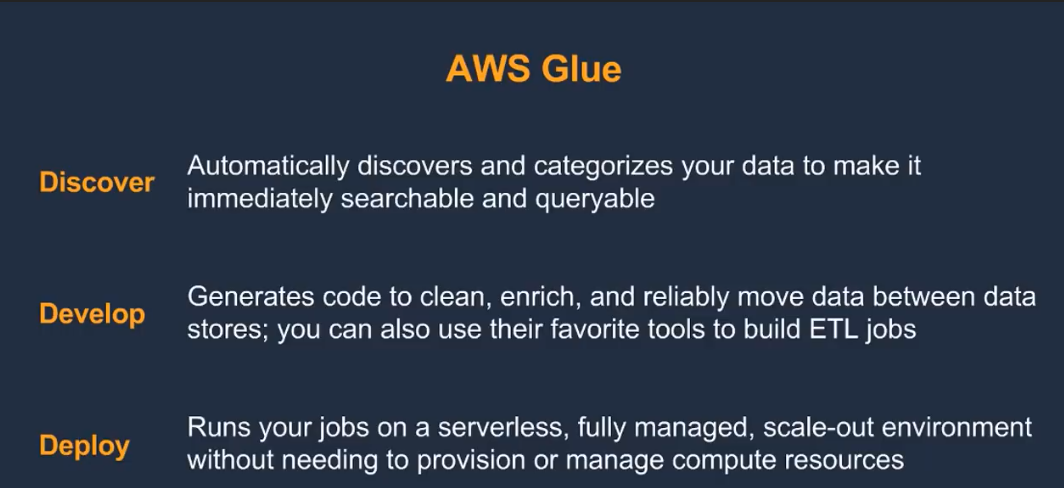 AWS Glue
Discover
Automatically discovers and categorizes your data to make it
immediately searchable and queryable
Develop
Generates code to clean, enrich, and reliably move data between data
stores; you can also use their favorite tools to build ETL jobs
Deploy
Runs your jobs on a serverless, fully managed, scale-out environment
without needing to provision or manage compute resources